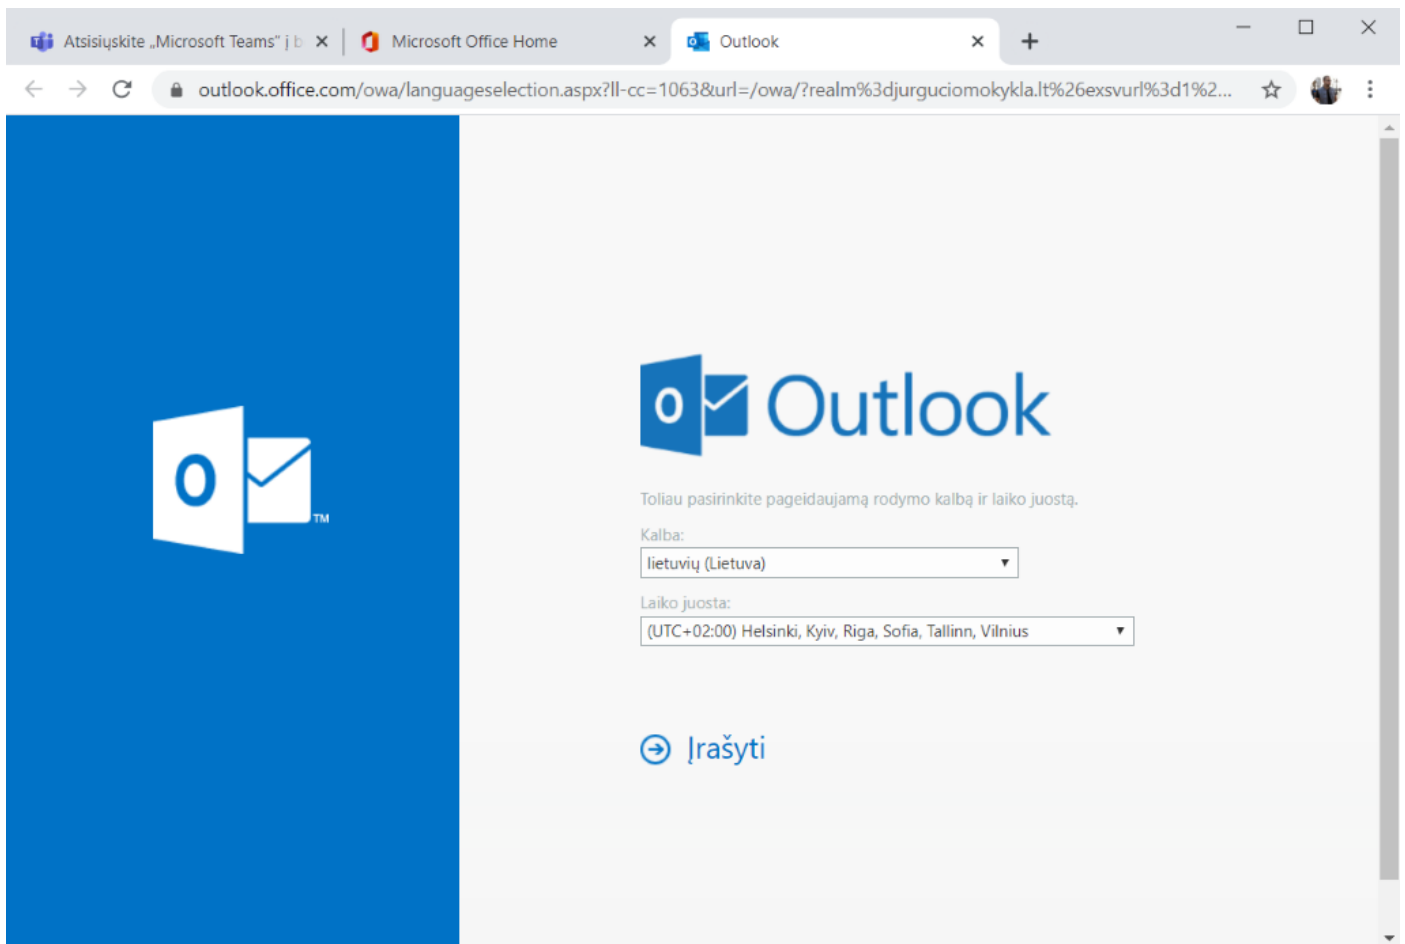 Atsisiųskite „Microsoft Teams“ į b
Microsoft Office Home
Outlook
outlook.office.com/owa/languageselection.aspx?ll-cc=1063&url=/owa/?realm%3djurguciomokykla.lt%26exsvurl%3d1%2...
O
TM
O Outlook
Toliau pasirinkite pageidaujamą rodymo kalbą ir laiko juostą.
Kalba:
lietuvių (Lietuva)
Laiko juosta:
(UTC+02:00) Helsinki, Kyiv, Riga, Sofia, Tallinn, Vilnius
Įrašyti